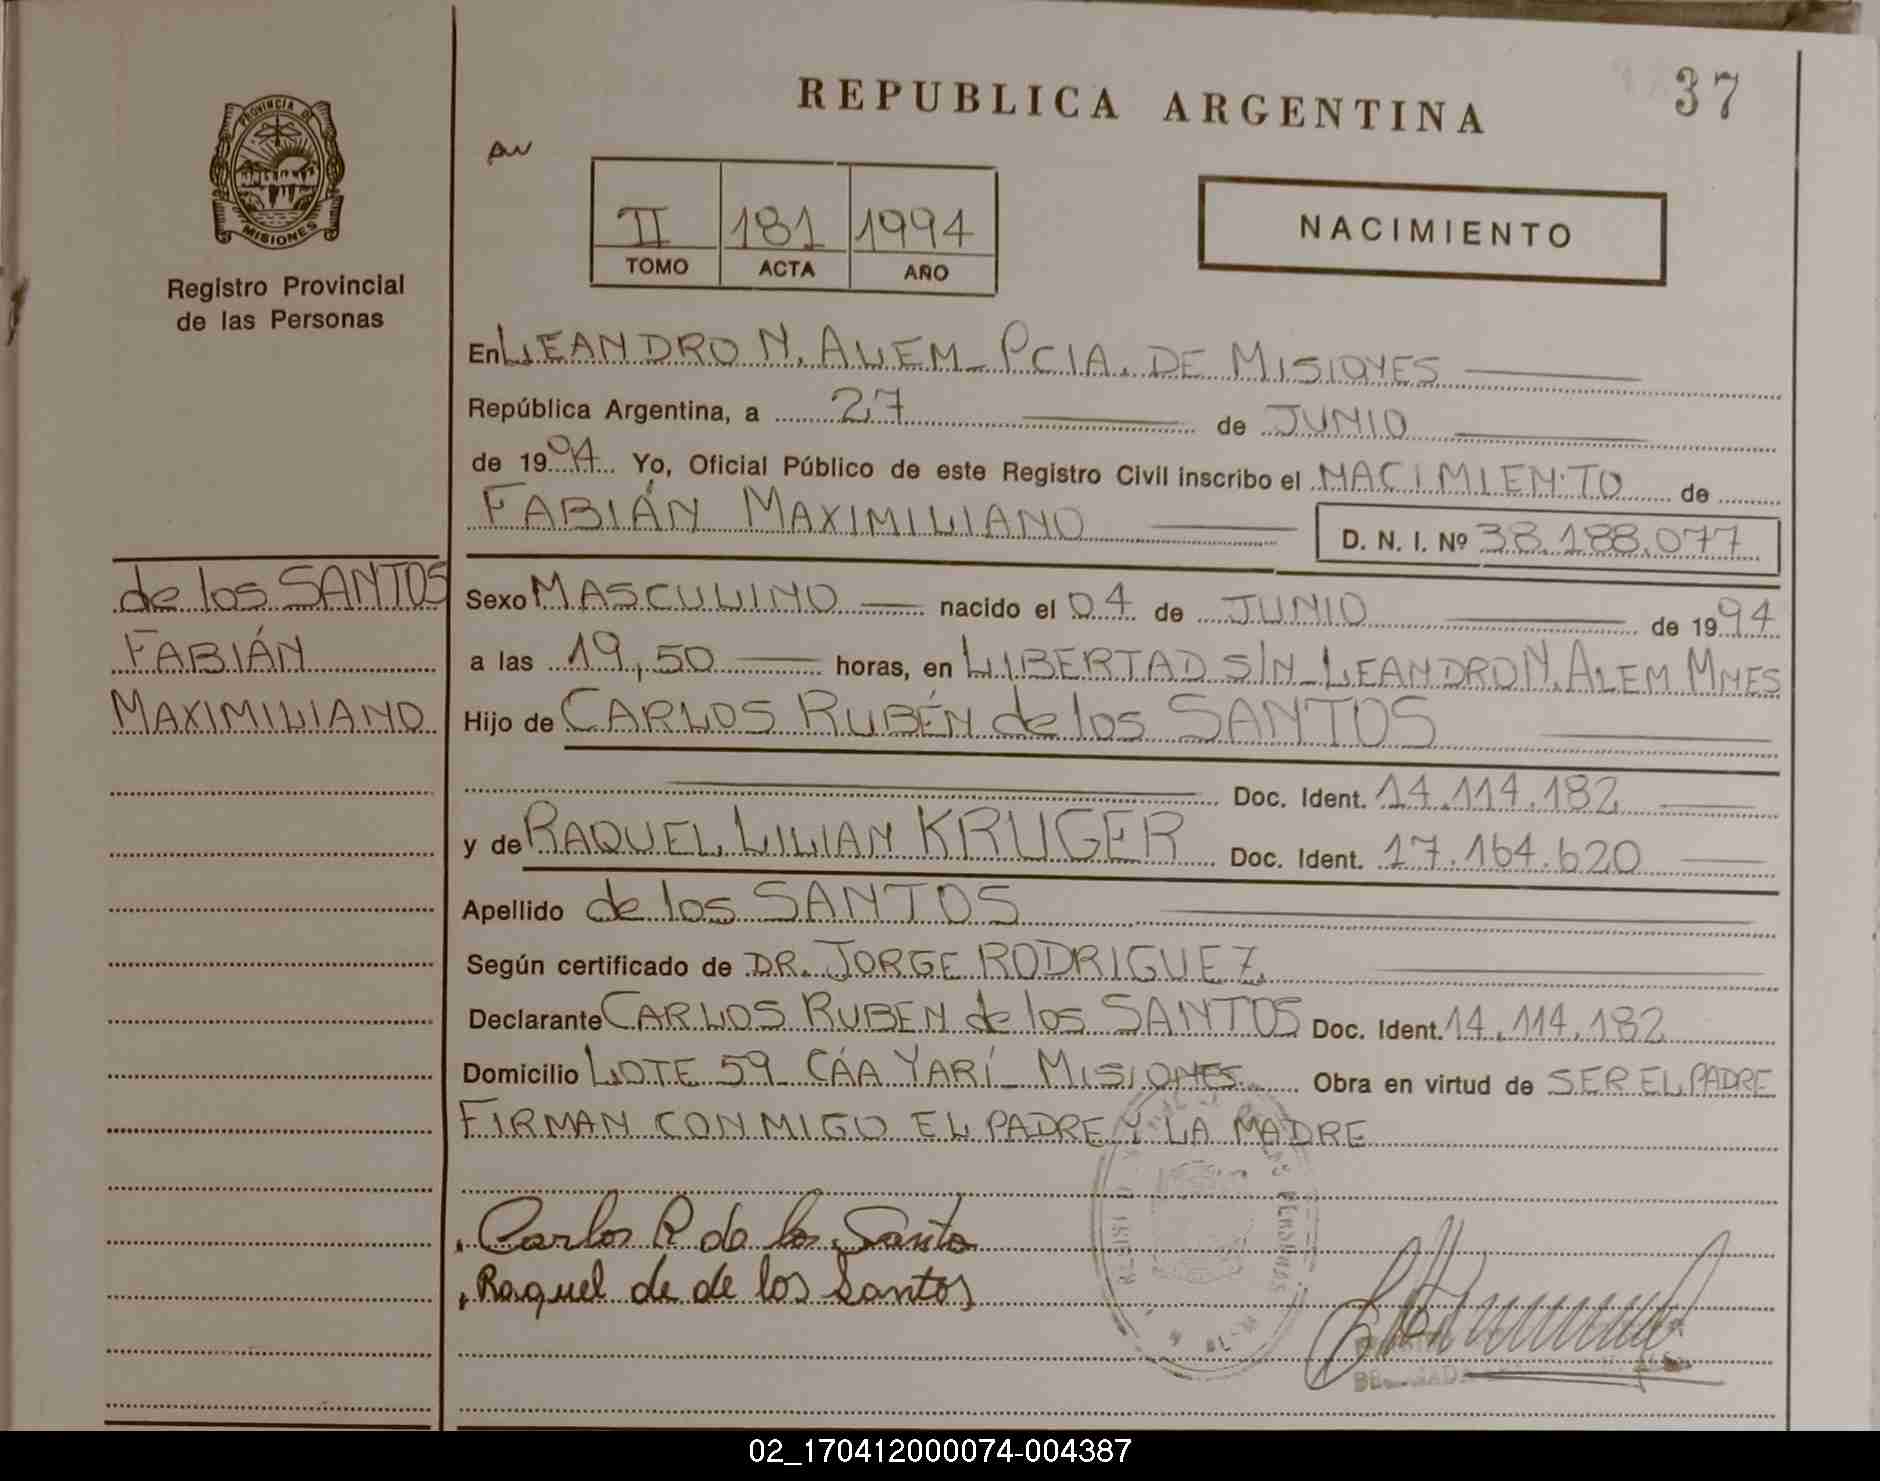 REPUBLICA ARGENTINA
37
PROVINCIA DE
MISIONES
Registro Provincial
de las Personas
II 181 1994
TOMO ACTA AÑO
NACIMIENTO
En LEANDRO N. ALEM - PCIA. DE MISIONES
República Argentina, a 27 de JUNIO
de 1994 Yo, Oficial Público de este Registro Civil inscribo el NACIMIENTO de
FABIÁN MAXIMILIANO D. N. I. Nº 38.188.077
de los SANTOS
FABIÁN
MAXIMILIANO
Sexo MASCULINO nacido el 04 de JUNIO de 1994
a las 19,50 horas, en LIBERTAD S/N - LEANDRO N. ALEM MNES
Hijo de CARLOS RUBÉN de los SANTOS
Doc. Ident. 14.114.182
y de RAQUEL LILIAN KRUGER Doc. Ident. 17.164.620
Apellido de los SANTOS
Según certificado de DR. JORGE RODRIGUEZ
Declarante CARLOS RUBEN de los SANTOS Doc. Ident. 14.114.182
Domicilio LOTE 59 - CÁA YARÍ - MISIONES Obra en virtud de SER EL PADRE
FIRMAN CONMIGO EL PADRE Y LA MADRE
Carlos R de los Santos
Raquel de de los Santos
02_170412000074-004387